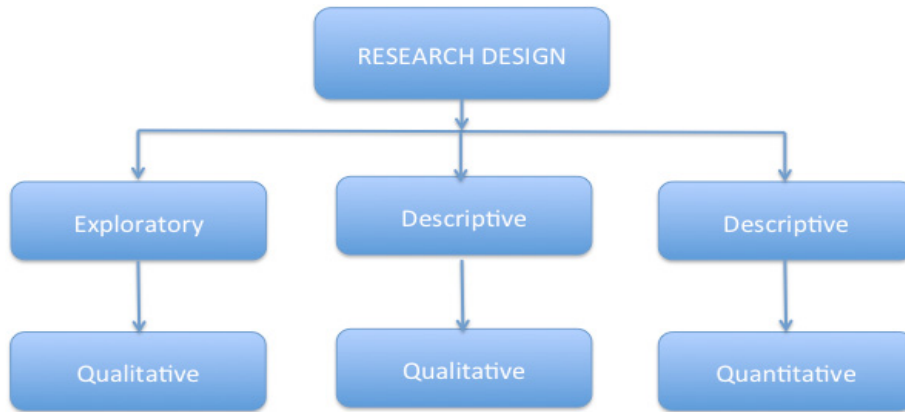 RESEARCH DESIGN
Exploratory
Descriptive
Descriptive
Qualitative
Qualitative
Quantitative